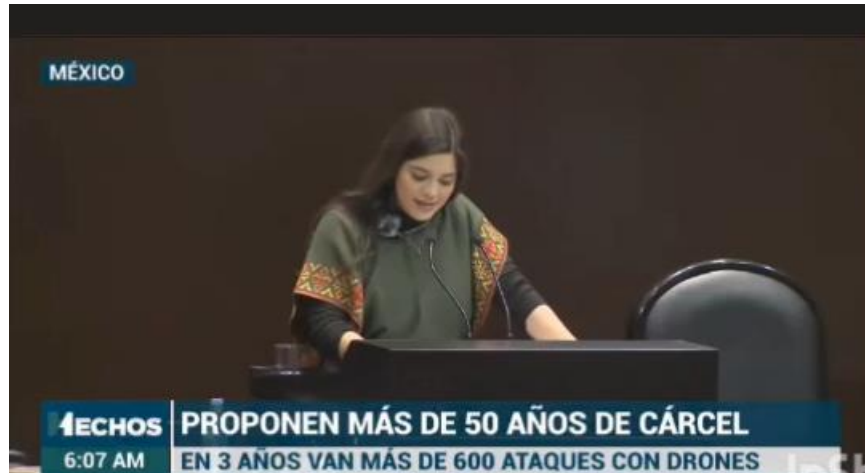 MÉXICO
HECHOS
PROPONEN MÁS DE 50 AÑOS DE CÁRCEL
6:07 AM
EN 3 AÑOS VAN MÁS DE 600 ATAQUES CON DRONES